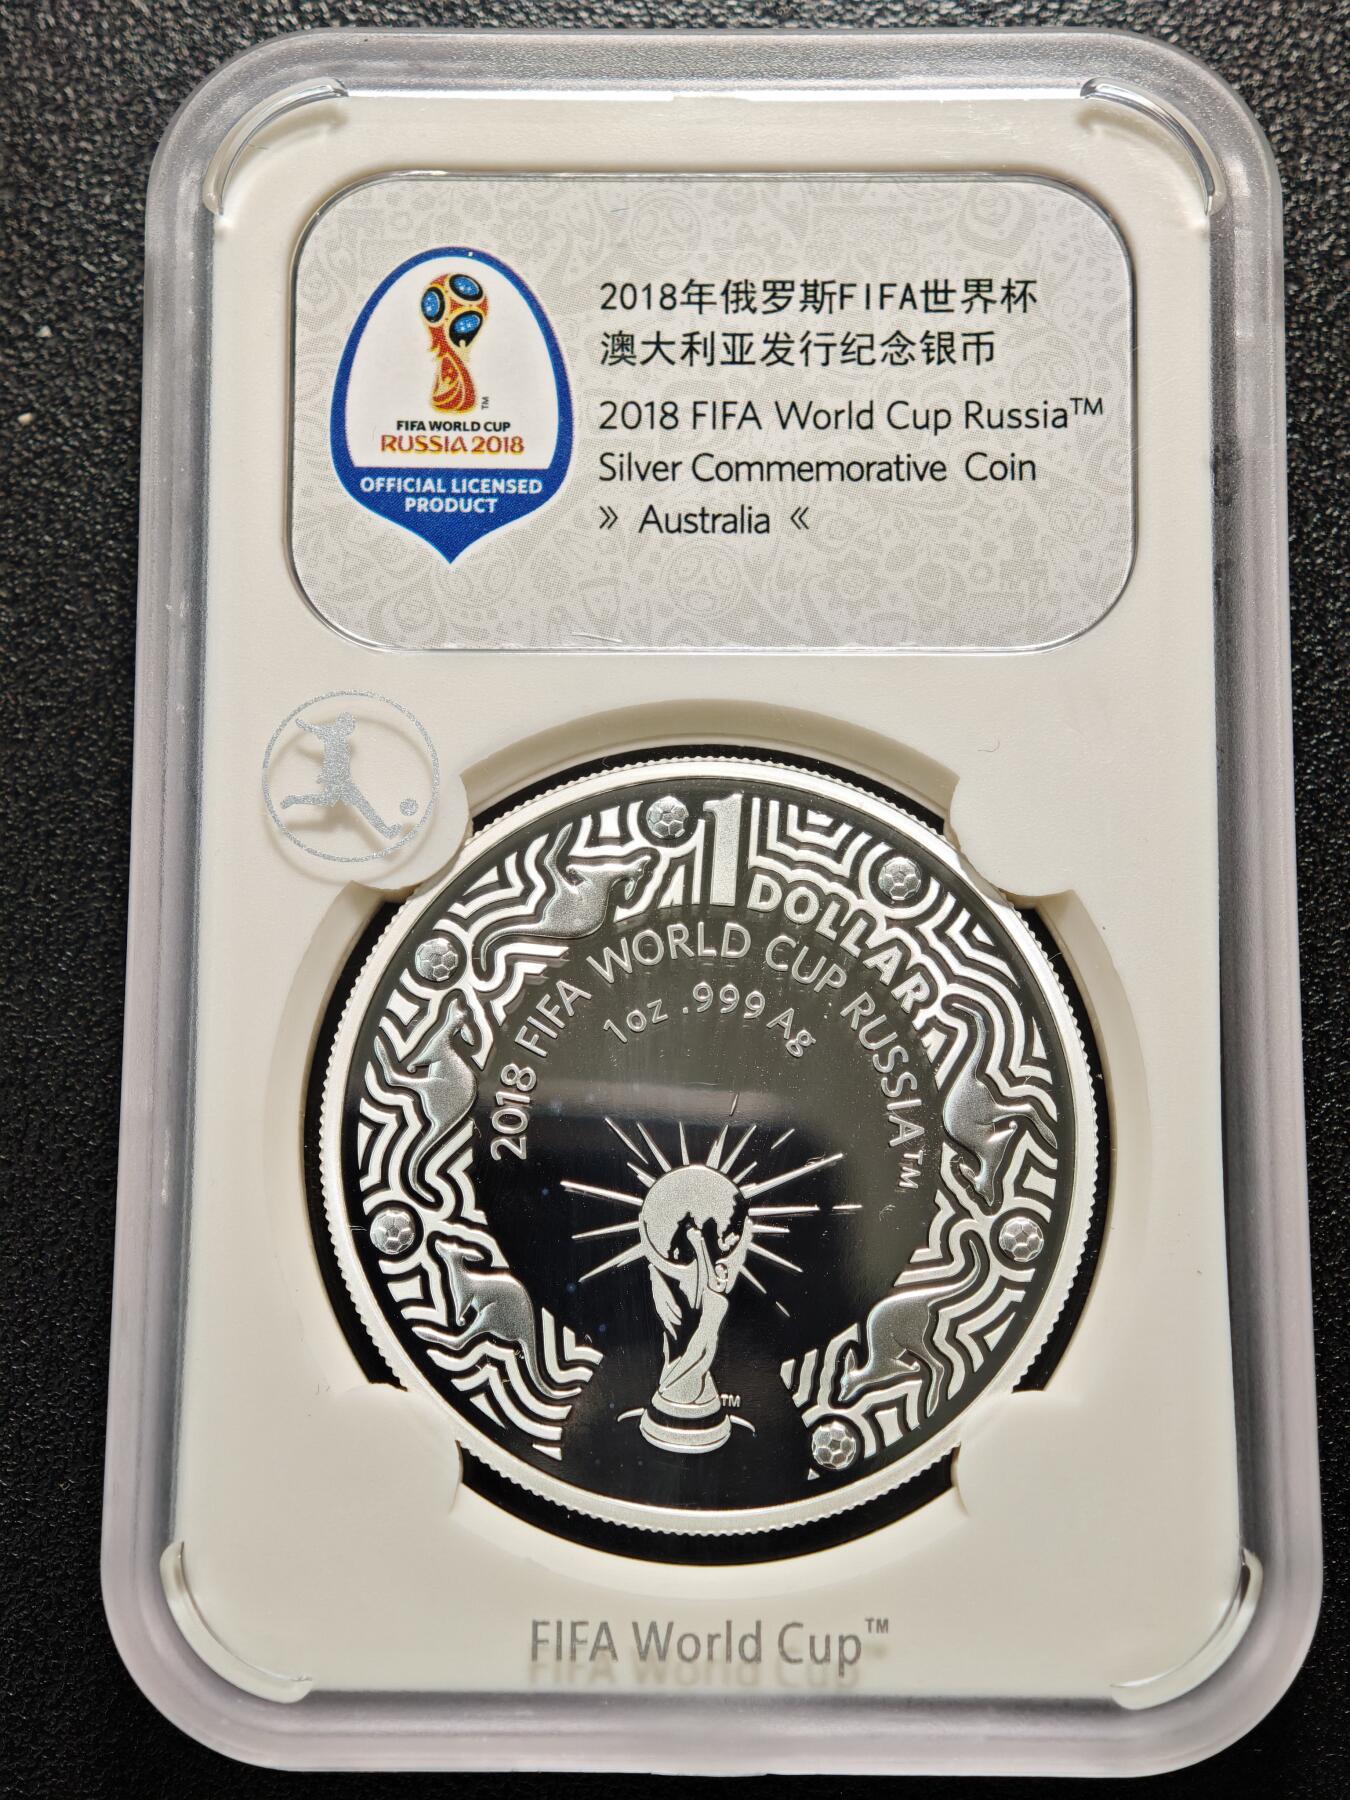 FIFA WORLD CUP
RUSSIA 2018
OFFICIAL LICENSED
PRODUCT
TM
2018年俄罗斯FIFA世界杯
澳大利亚发行纪念银币
2018 FIFA World Cup Russia™
Silver Commemorative Coin
» Australia «
1 DOLLAR
2018 FIFA WORLD CUP RUSSIA™
1oz .999 Ag
TM
FIFA World Cup™